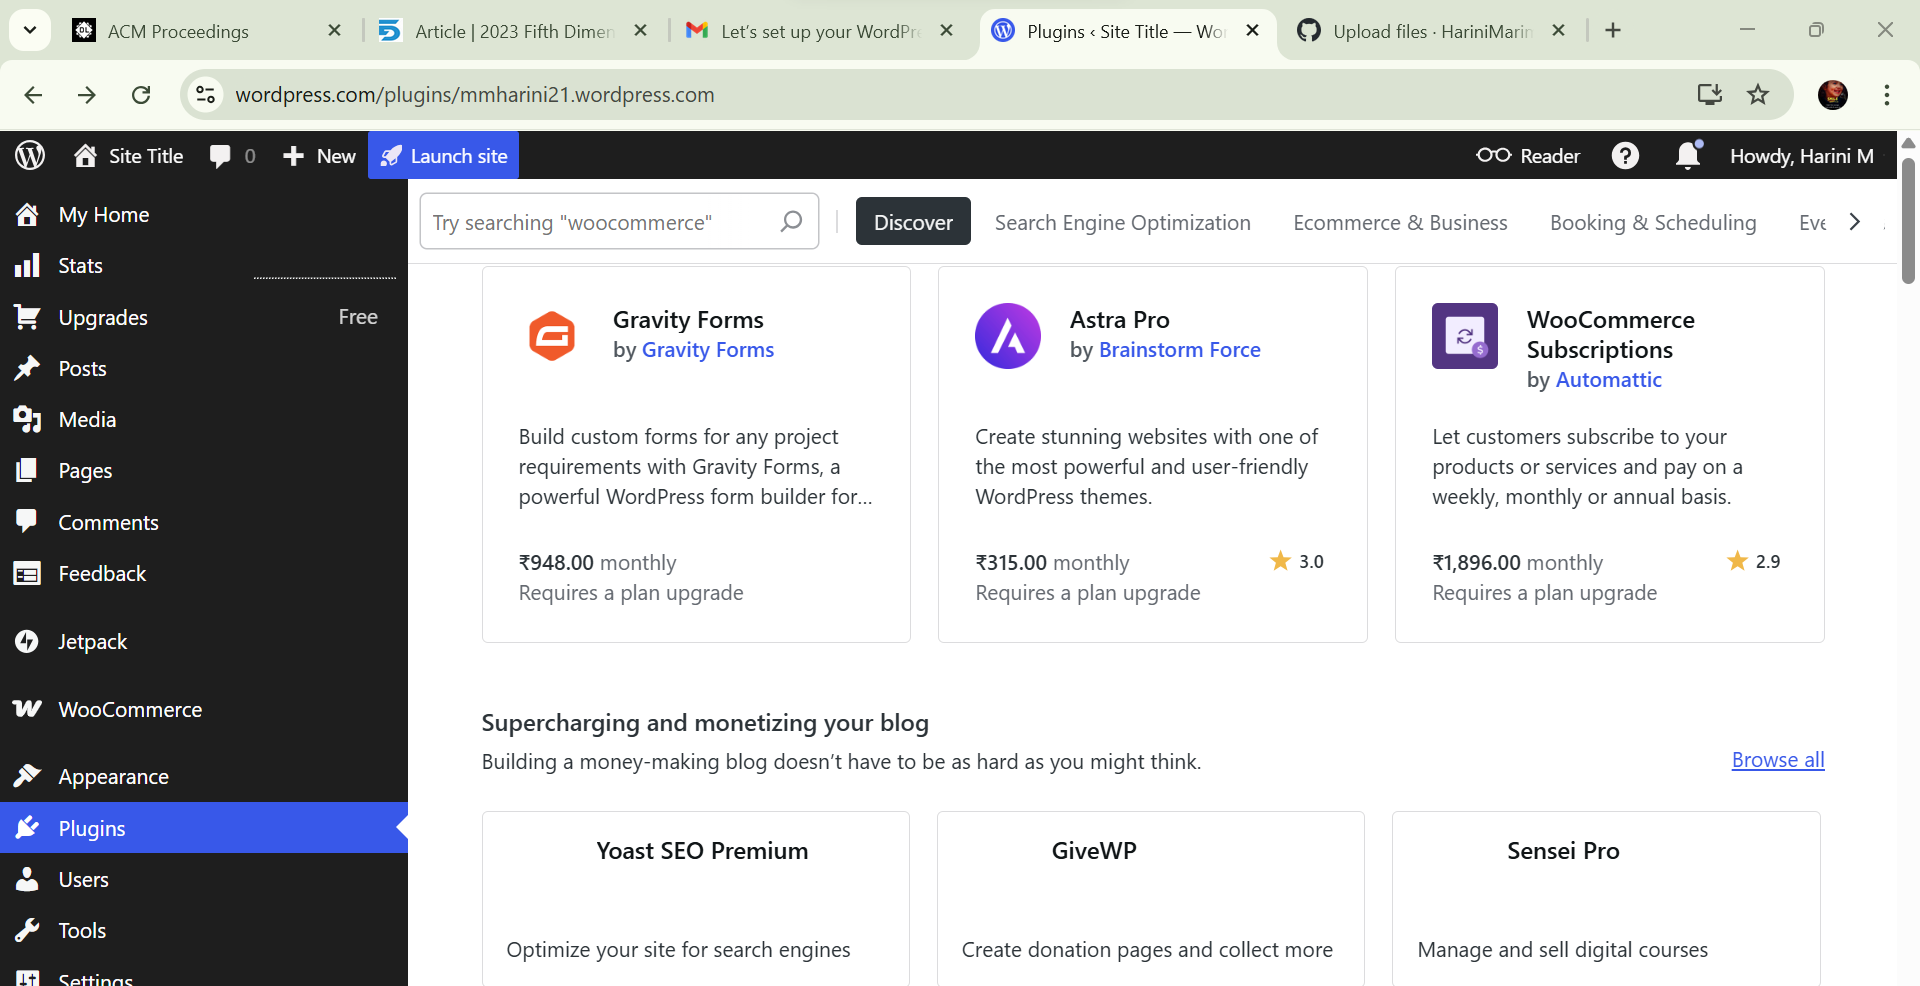 ACM Proceedings
Article | 2023 Fifth Dimen
Let's set up your WordPre
Plugins ‹ Site Title — Wor
Upload files · HariniMarin
wordpress.com/plugins/mmharini21.wordpress.com
Site Title
0
New
Launch site
Reader
Howdy, Harini M
My Home
Stats
Upgrades
Free
Posts
Media
Pages
Comments
Feedback
Jetpack
WooCommerce
Appearance
Plugins
Users
Tools
Settings
Try searching "woocommerce"
Discover
Search Engine Optimization
Ecommerce & Business
Booking & Scheduling
Eve
Gravity Forms
by Gravity Forms
Build custom forms for any project
requirements with Gravity Forms, a
powerful WordPress form builder for...
₹948.00 monthly
Requires a plan upgrade
Astra Pro
by Brainstorm Force
Create stunning websites with one of
the most powerful and user-friendly
WordPress themes.
₹315.00 monthly
3.0
Requires a plan upgrade
WooCommerce
Subscriptions
by Automattic
Let customers subscribe to your
products or services and pay on a
weekly, monthly or annual basis.
₹1,896.00 monthly
2.9
Requires a plan upgrade
Supercharging and monetizing your blog
Building a money-making blog doesn't have to be as hard as you might think.
Browse all
Yoast SEO Premium
Optimize your site for search engines
GiveWP
Create donation pages and collect more
Sensei Pro
Manage and sell digital courses